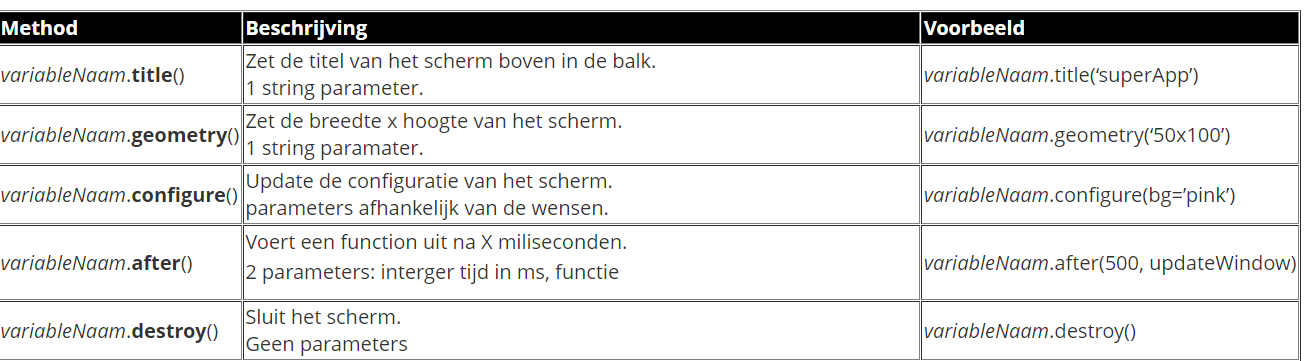 Method Beschrijving Voorbeeld
variableNaam.title() Zet de titel van het scherm boven in de balk. variableNaam.title(‘superApp’)
1 string parameter.
variableNaam.geometry() Zet de breedte x hoogte van het scherm. variableNaam.geometry(‘50x100’)
1 string paramater.
variableNaam.configure() Update de configuratie van het scherm. variableNaam.configure(bg=’pink’)
parameters afhankelijk van de wensen.
variableNaam.after() Voert een function uit na X miliseconden. variableNaam.after(500, updateWindow)
2 parameters: interger tijd in ms, functie
variableNaam.destroy() Sluit het scherm. variableNaam.destroy()
Geen parameters